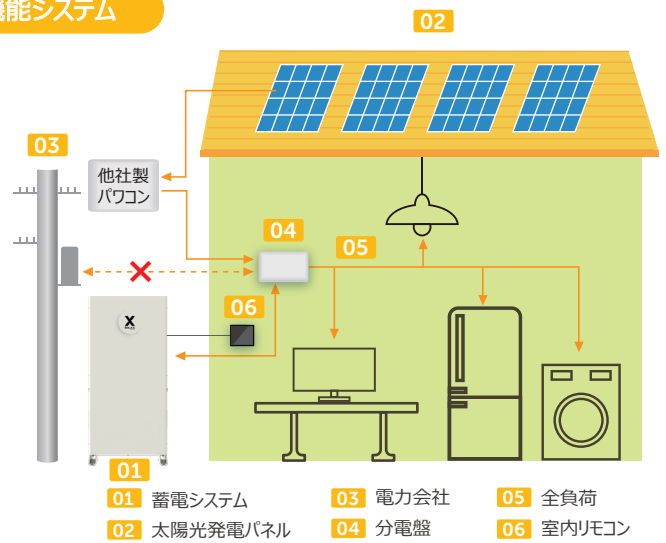 機能システム
02
03
他社製
パワコン
04
05
06
X
01
01 蓄電システム
02 太陽光発電パネル
03 電力会社
04 分電盤
05 全負荷
06 室内リモコン